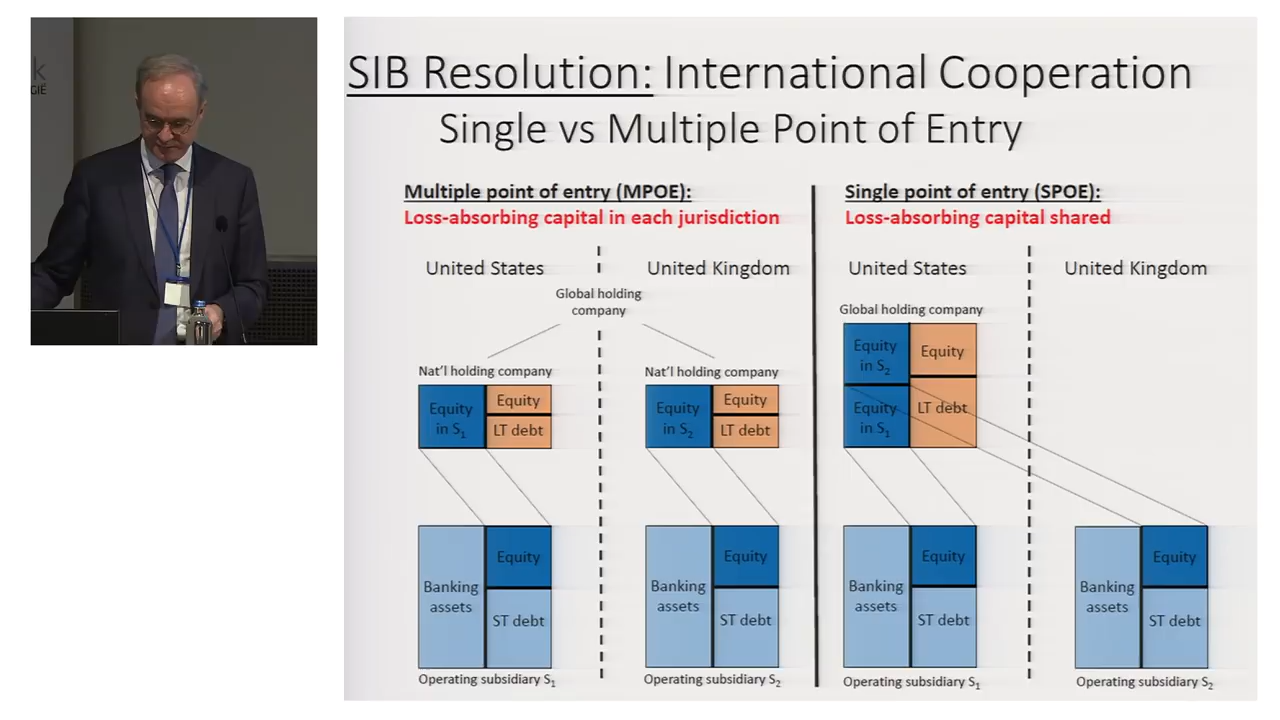 k
GIË
SIB Resolution: International Cooperation
Single vs Multiple Point of Entry
Multiple point of entry (MPOE):
Loss-absorbing capital in each jurisdiction
United States
United Kingdom
Global holding
company
Nat'l holding company
Equity
in S₁
Equity
LT debt
Nat'l holding company
Equity
in S₂
Equity
LT debt
Banking
assets
Equity
ST debt
Operating subsidiary S₁
Banking
assets
Equity
ST debt
Operating subsidiary S₂
Single point of entry (SPOE):
Loss-absorbing capital shared
United States
United Kingdom
Global holding company
Equity
in S₂
Equity
Equity
in S₁
LT debt
Banking
assets
Equity
ST debt
Operating subsidiary S₁
Banking
assets
Equity
ST debt
Operating subsidiary S₂